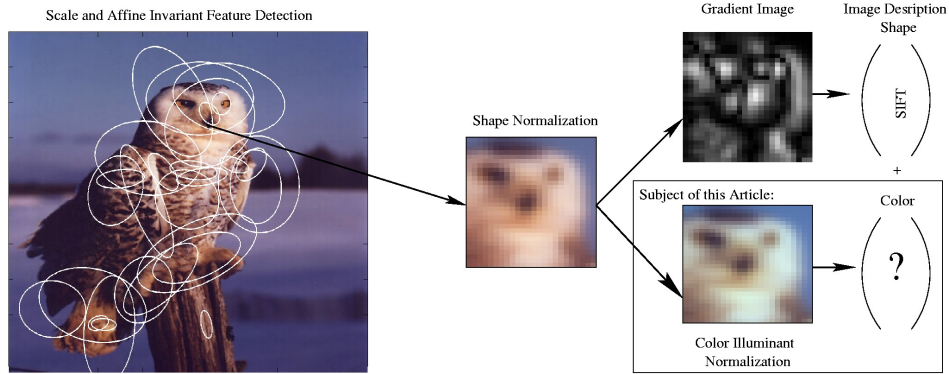 Scale and Affine Invariant Feature Detection
Shape Normalization
Gradient Image
Image Desription
Shape
SIFT
+
Subject of this Article:
Color
?
Color Illuminant
Normalization